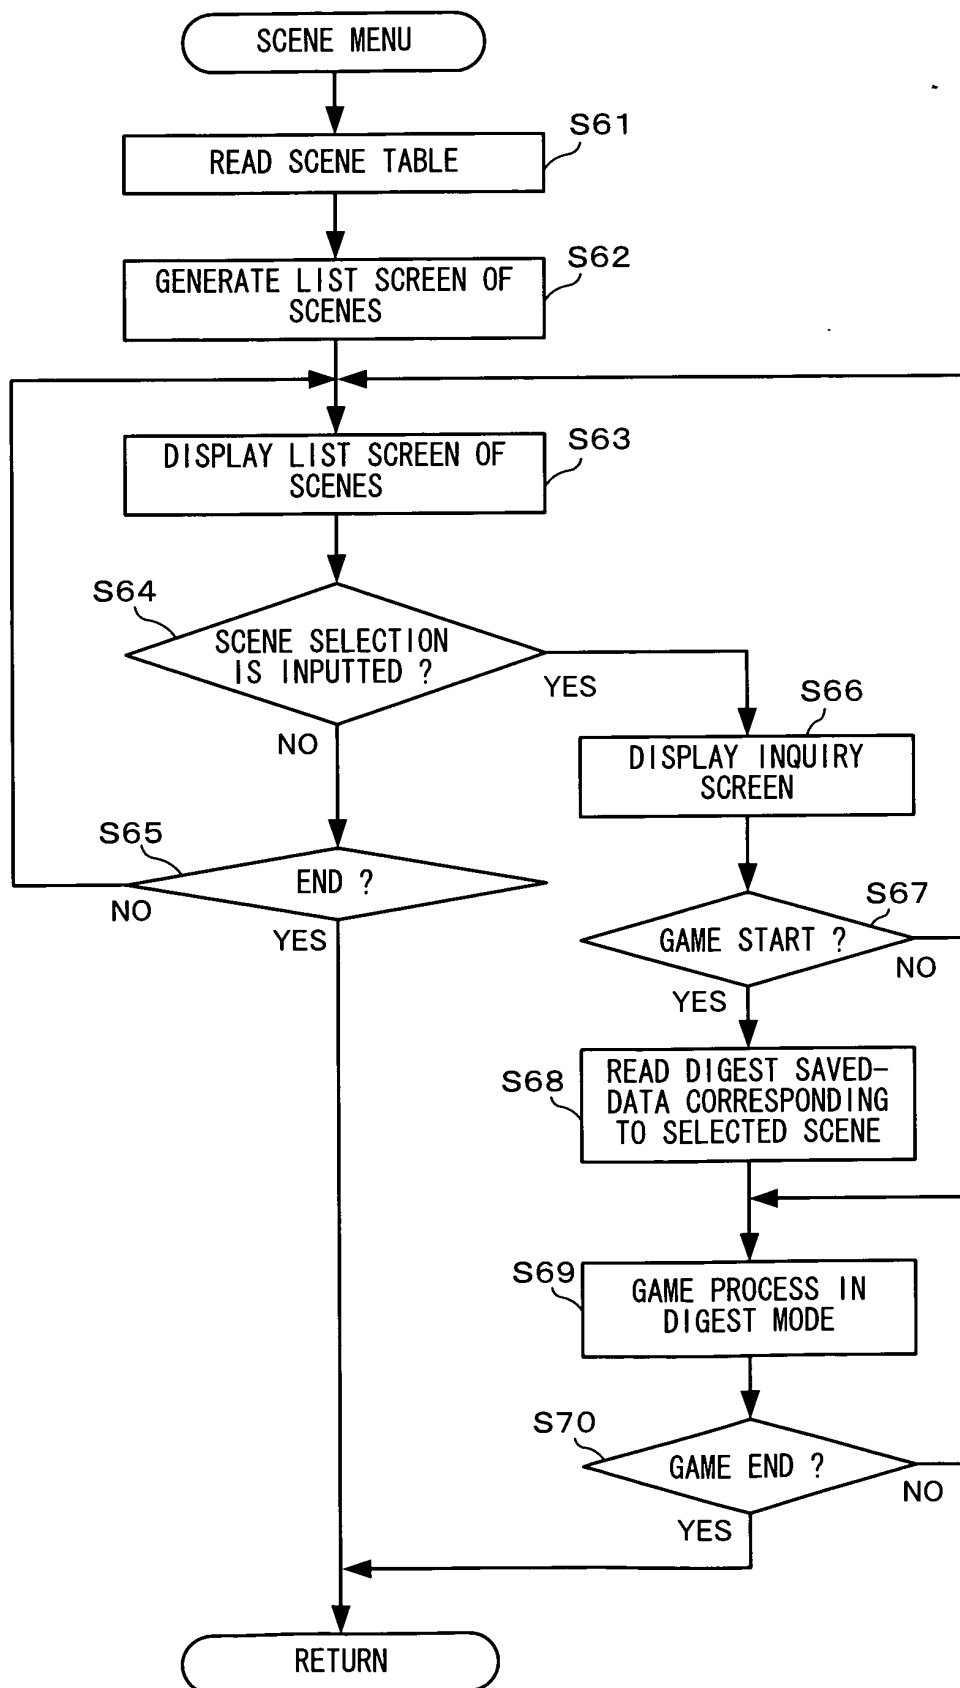 SCENE MENU
S61
READ SCENE TABLE
S62
GENERATE LIST SCREEN OF
SCENES
S63
DISPLAY LIST SCREEN OF
SCENES
S64
SCENE SELECTION
IS INPUTTED ?
YES
NO
S66
DISPLAY INQUIRY
SCREEN
S65
END ?
NO
YES
S67
GAME START ?
NO
YES
S68
READ DIGEST SAVED-
DATA CORRESPONDING
TO SELECTED SCENE
S69
GAME PROCESS IN
DIGEST MODE
S70
GAME END ?
NO
YES
RETURN